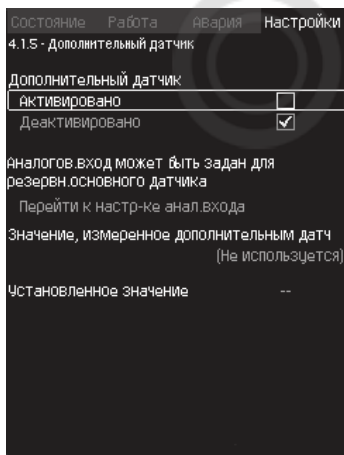 Состояние Работа Авария Настройки
4.1.5 - Дополнительный датчик
Дополнительный датчик
Активировано
Деактивировано
Аналогов.вход может быть задан для
резервн.основного датчика
Перейти к настр-ке анал.входа
Значение, измеренное дополнительным датч
(Не используется)
Установленное значение --